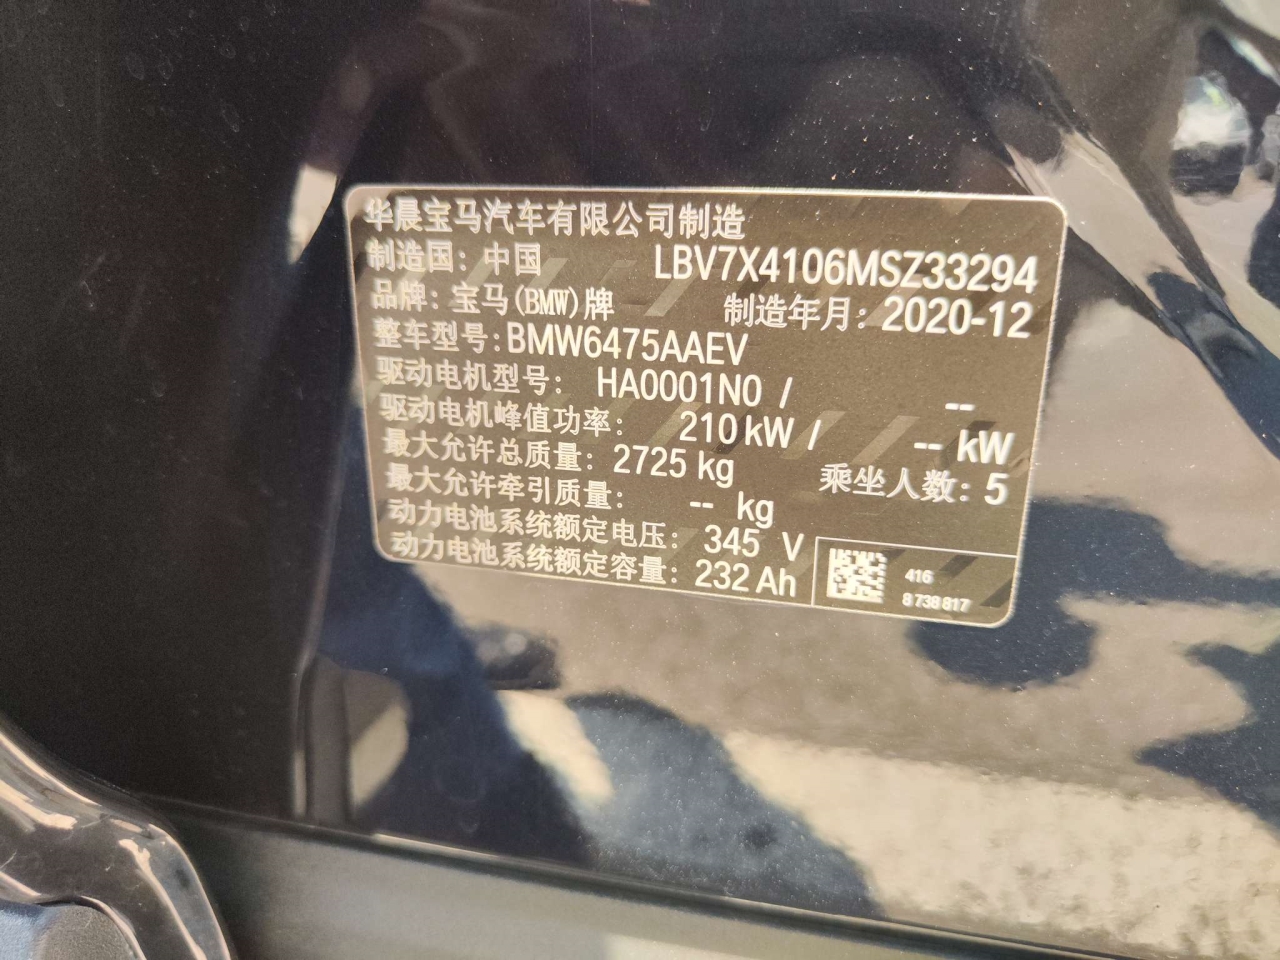 华晨宝马汽车有限公司制造
制造国：中国 LBV7X4106MSZ33294
品牌：宝马(BMW)牌 制造年月：2020-12
整车型号：BMW6475AAEV
驱动电机型号： HA0001N0 / --
驱动电机峰值功率： 210 kW / -- kW
最大允许总质量：2725 kg 乘坐人数：5
最大允许牵引质量： -- kg
动力电池系统额定电压： 345 V
动力电池系统额定容量：232 Ah
416
8 738 817